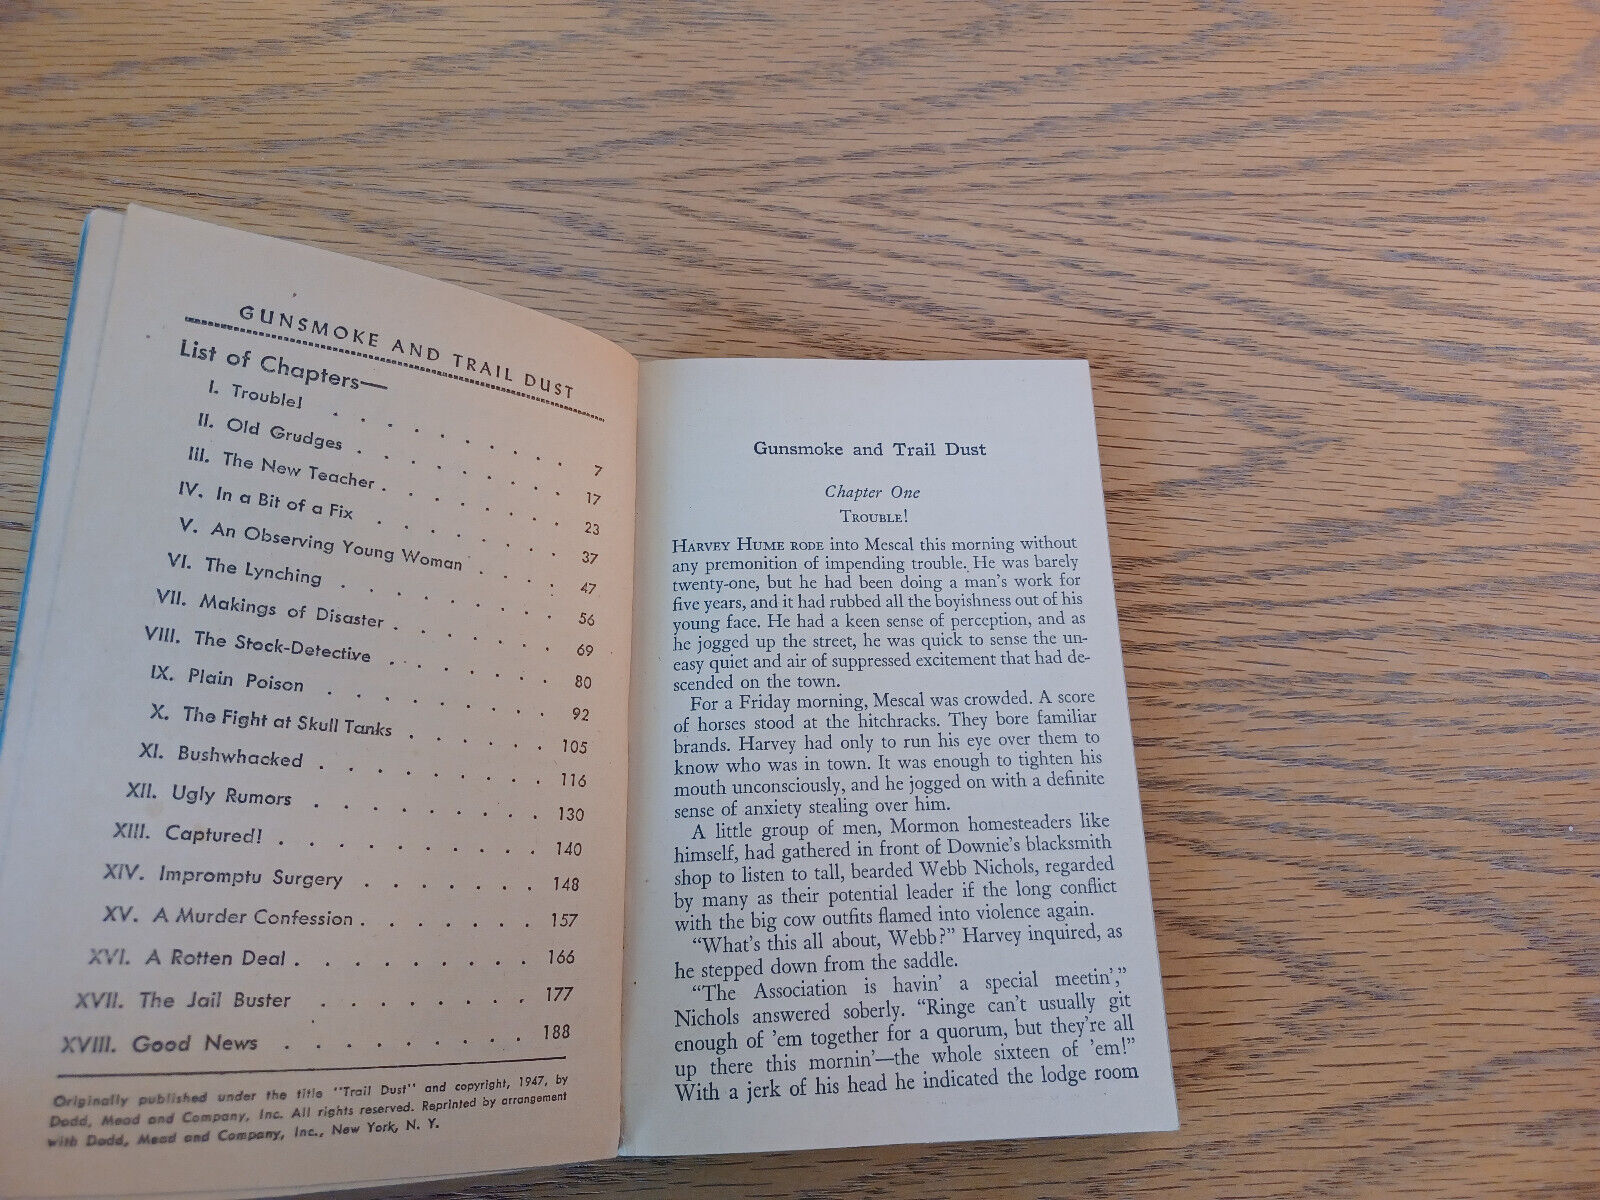 GUNSMOKE AND TRAIL DUST
List of Chapters—
I. Trouble! . . . . . . . . 7
II. Old Grudges . . . . . . . 17
III. The New Teacher . . . . . . 23
IV. In a Bit of a Fix . . . . . . 37
V. An Observing Young Woman . . . . 47
VI. The Lynching . . . . . . . 56
VII. Makings of Disaster . . . . . . 69
VIII. The Stock-Detective . . . . . . 80
IX. Plain Poison . . . . . . . 92
X. The Fight at Skull Tanks . . . . . 105
XI. Bushwhacked . . . . . . . . 116
XII. Ugly Rumors . . . . . . . . 130
XIII. Captured! . . . . . . . . . 140
XIV. Impromptu Surgery . . . . . . 148
XV. A Murder Confession . . . . . . 157
XVI. A Rotten Deal . . . . . . . . 166
XVII. The Jail Buster . . . . . . . 177
XVIII. Good News . . . . . . . . 188
Originally published under the title "Trail Dust" and copyright, 1947, by
Dodd, Mead and Company, Inc. All rights reserved. Reprinted by arrangement
with Dodd, Mead and Company, Inc., New York, N. Y.
Gunsmoke and Trail Dust
Chapter One
TROUBLE!
HARVEY HUME RODE into Mescal this morning without
any premonition of impending trouble. He was barely
twenty-one, but he had been doing a man's work for
five years, and it had rubbed all the boyishness out of his
young face. He had a keen sense of perception, and as
he jogged up the street, he was quick to sense the un-
easy quiet and air of suppressed excitement that had de-
scended on the town.
For a Friday morning, Mescal was crowded. A score
of horses stood at the hitchracks. They bore familiar
brands. Harvey had only to run his eye over them to
know who was in town. It was enough to tighten his
mouth unconsciously, and he jogged on with a definite
sense of anxiety stealing over him.
A little group of men, Mormon homesteaders like
himself, had gathered in front of Downie's blacksmith
shop to listen to tall, bearded Webb Nichols, regarded
by many as their potential leader if the long conflict
with the big cow outfits flamed into violence again.
"What's this all about, Webb?" Harvey inquired, as
he stepped down from the saddle.
"The Association is havin' a special meetin',"
Nichols answered soberly. "Ringe can't usually git
enough of 'em together for a quorum, but they're all
up there this mornin'—the whole sixteen of 'em!"
With a jerk of his head he indicated the lodge room